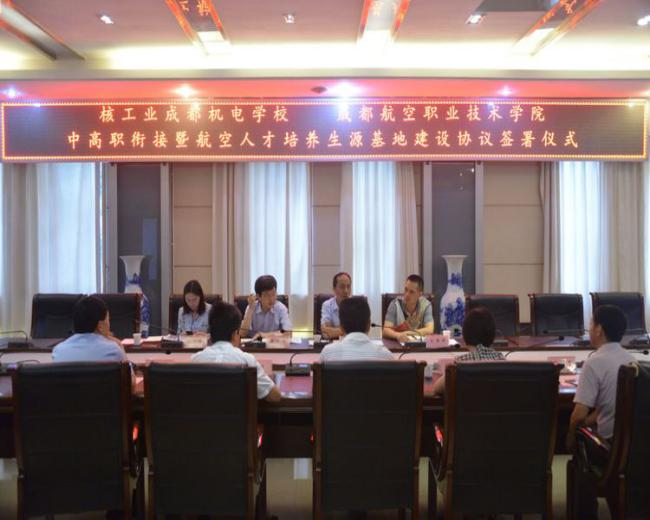 核工业成都机电学校 成都航空职业技术学院
中高职衔接暨航空人才培养生源基地建设协议签署仪式